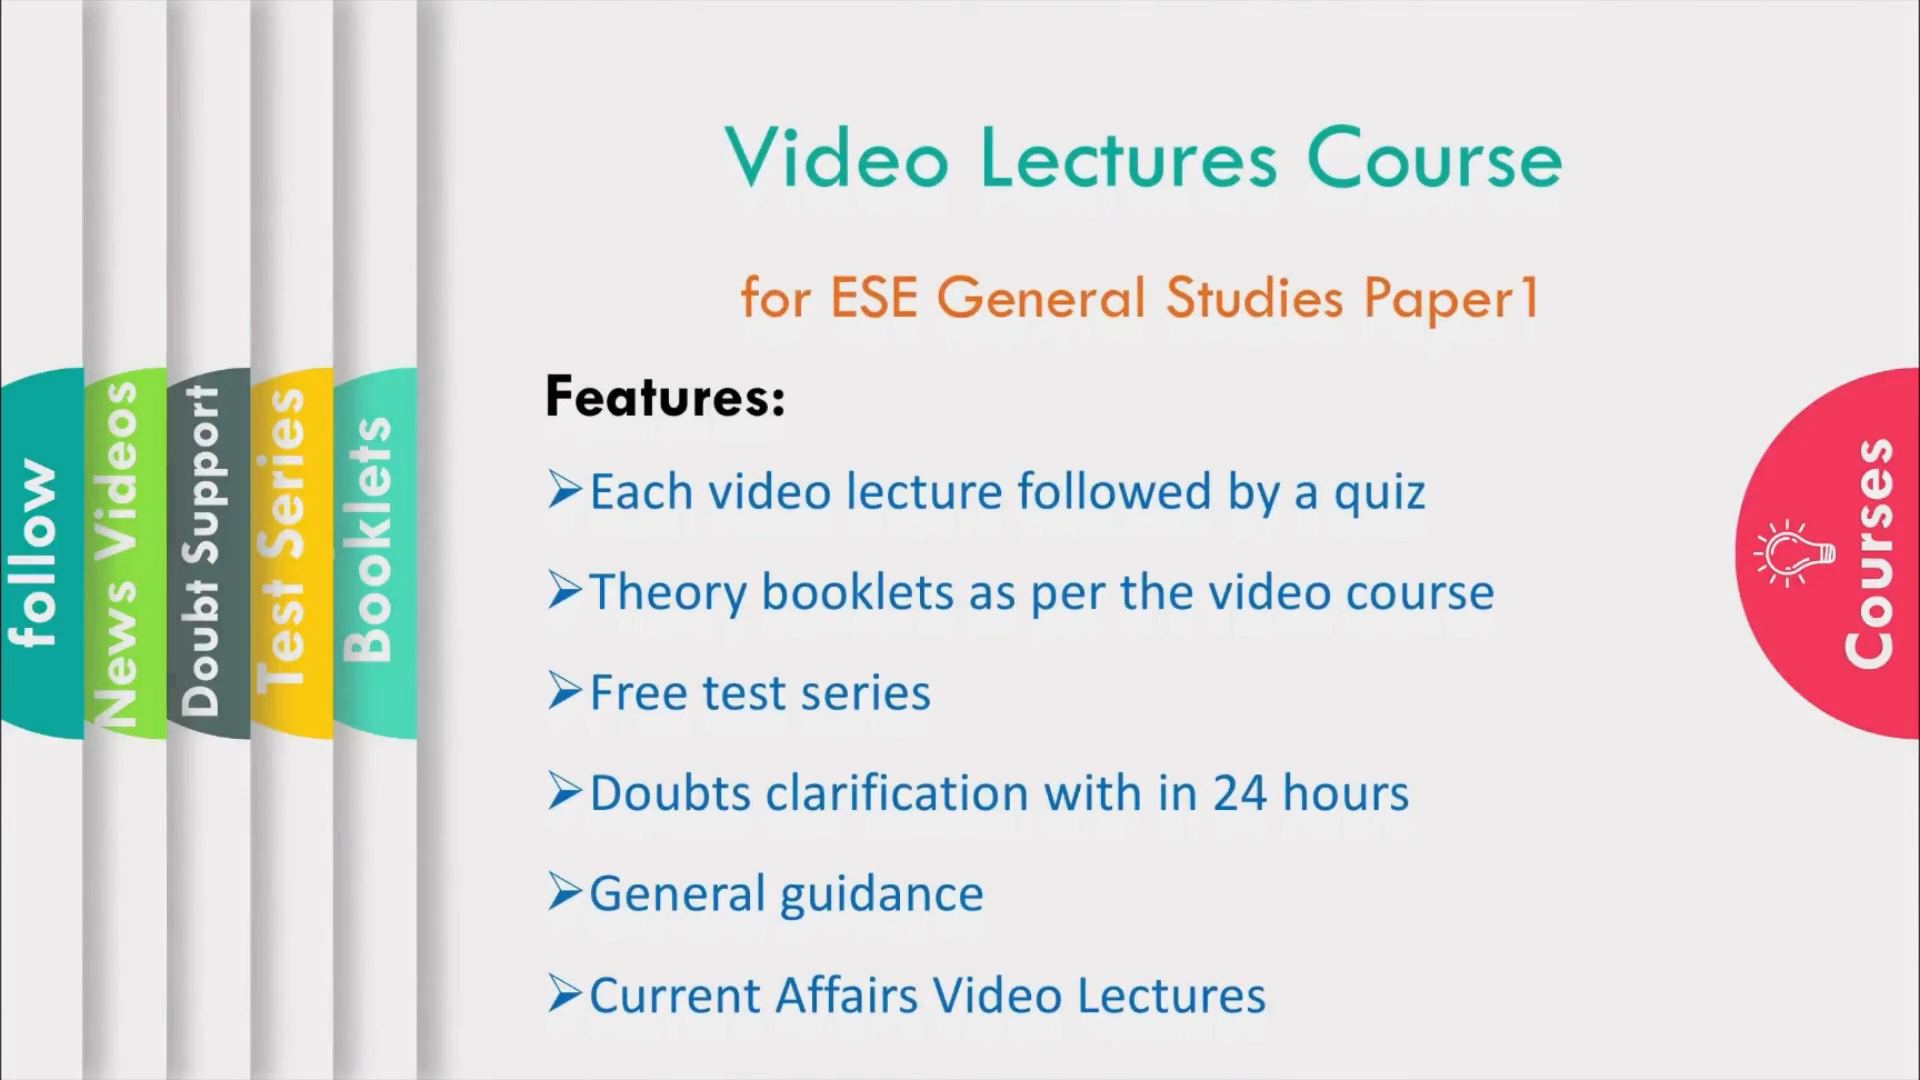 Video Lectures Course
for ESE General Studies Paper1
Features:
Each video lecture followed by a quiz
Theory booklets as per the video course
Free test series
Doubts clarification with in 24 hours
General guidance
Current Affairs Video Lectures
follow
News Videos
Doubt Support
Test Series
Booklets
Courses